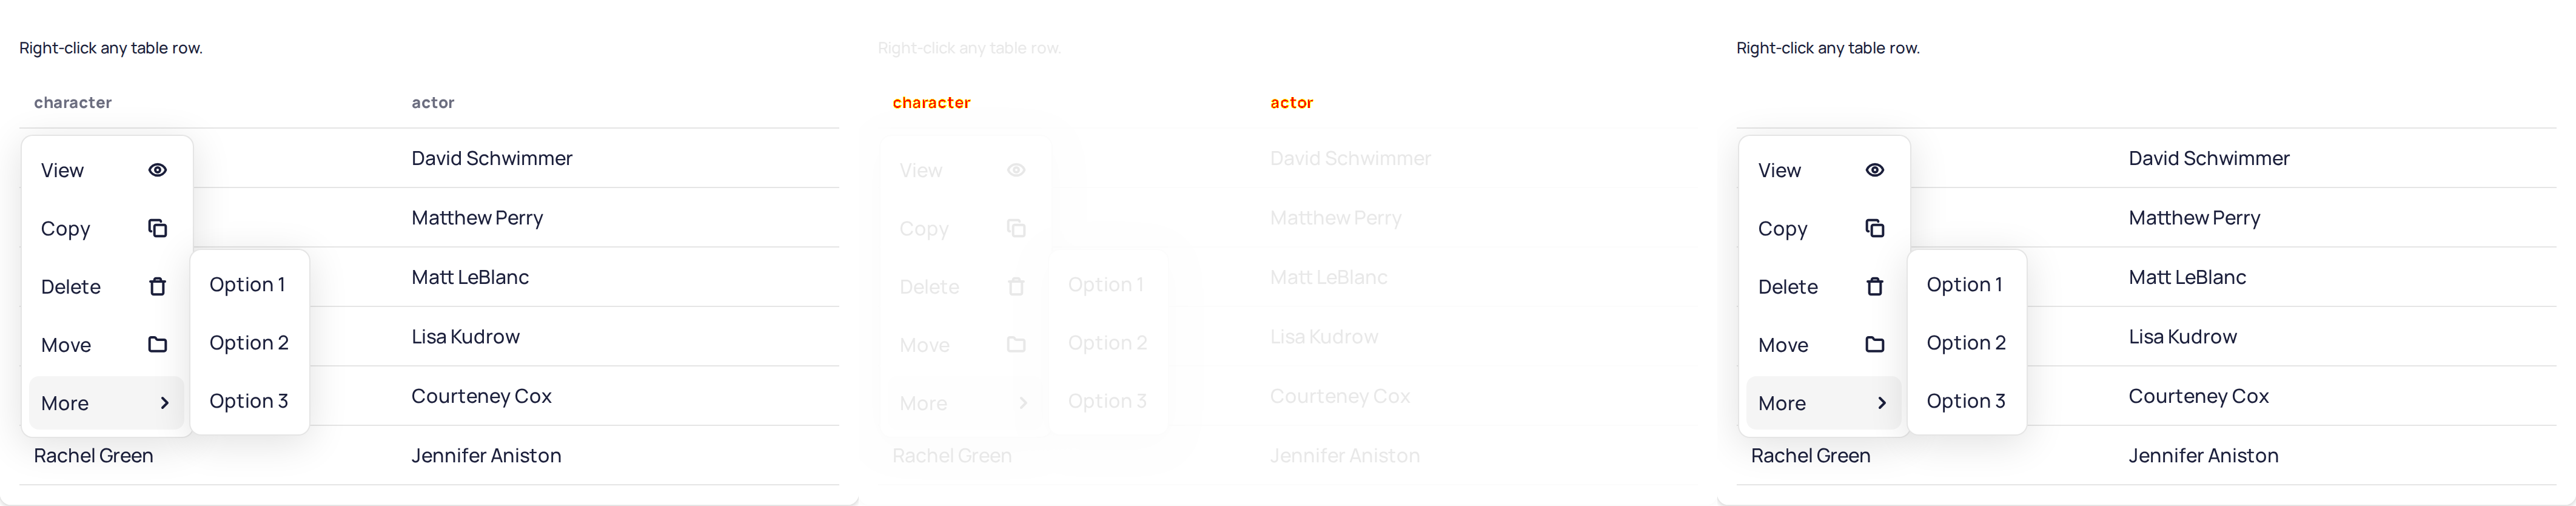 Right-click any table row.
character actor
View David Schwimmer
Copy Matthew Perry
Delete Option 1 Matt LeBlanc
Move Option 2 Lisa Kudrow
More Option 3 Courteney Cox
Rachel Green Jennifer Aniston
Right-click any table row.
character actor
View David Schwimmer
Copy Matthew Perry
Delete Option 1 Matt LeBlanc
Move Option 2 Lisa Kudrow
More Option 3 Courteney Cox
Rachel Green Jennifer Aniston
Right-click any table row.
View David Schwimmer
Copy Matthew Perry
Delete Option 1 Matt LeBlanc
Move Option 2 Lisa Kudrow
More Option 3 Courteney Cox
Rachel Green Jennifer Aniston